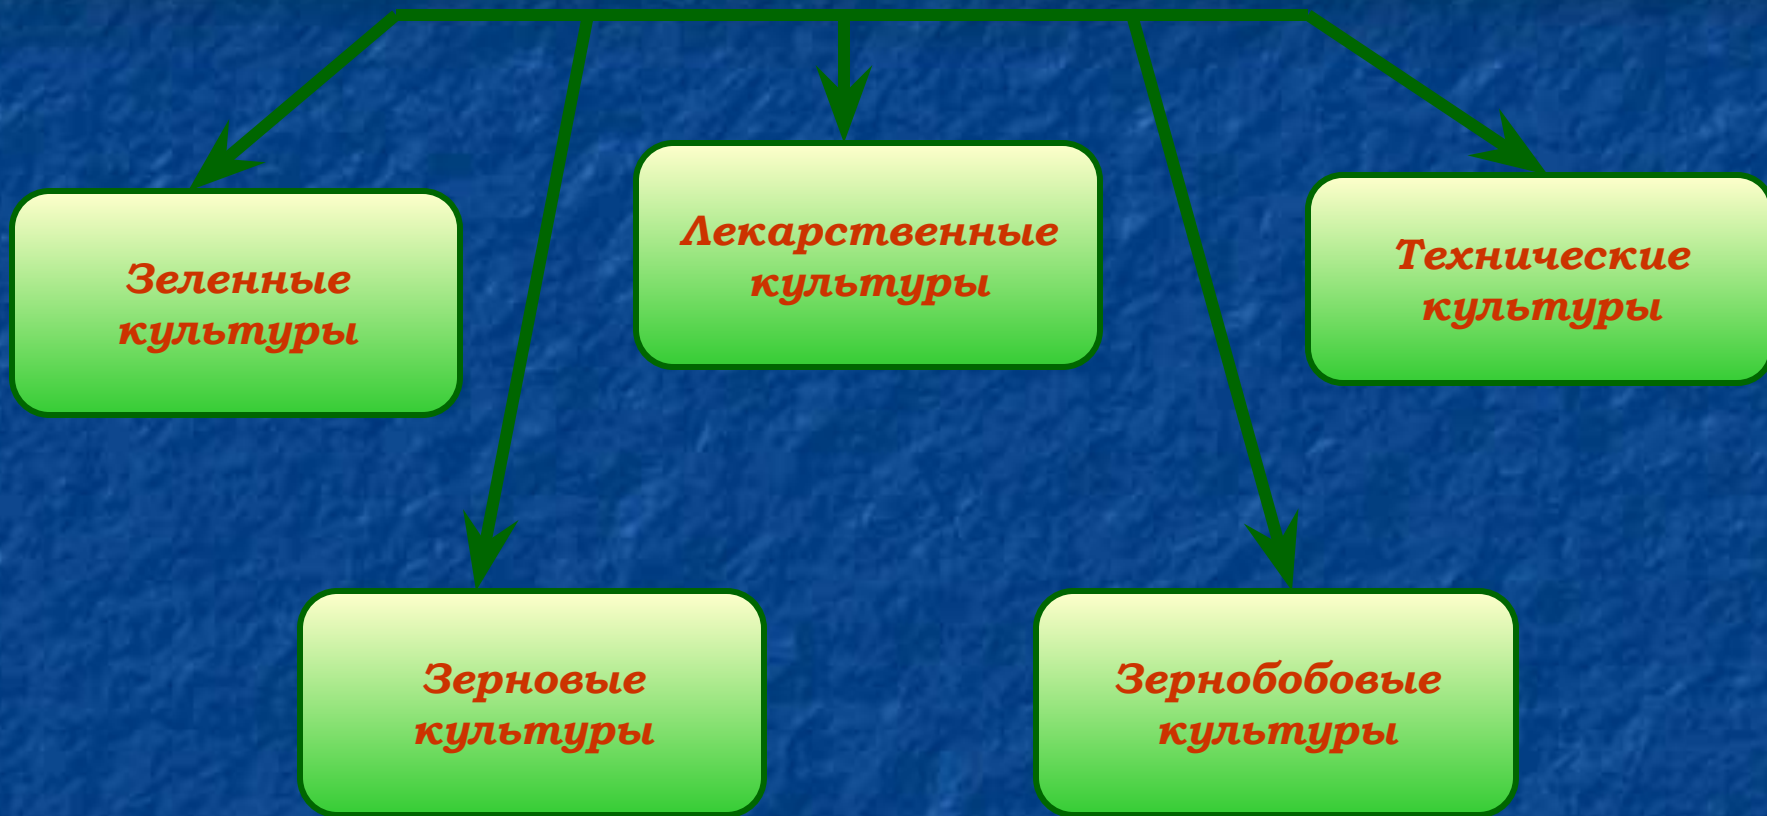 Зеленные
культуры
Лекарственные
культуры
Технические
культуры
Зерновые
культуры
Зернобобовые
культуры